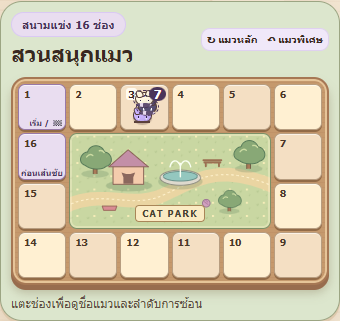 สนามแข่ง 16 ช่อง
สวนสนุกแมว
↻ แมวหลัก ↶ แมวพิเศษ
1 2 3 7 4 5 6
เริ่ม /
16 7
ก่อนเส้นชัย
15 8
CAT PARK
14 13 12 11 10 9
แตะช่องเพื่อดูชื่อแมวและลำดับการซ้อน